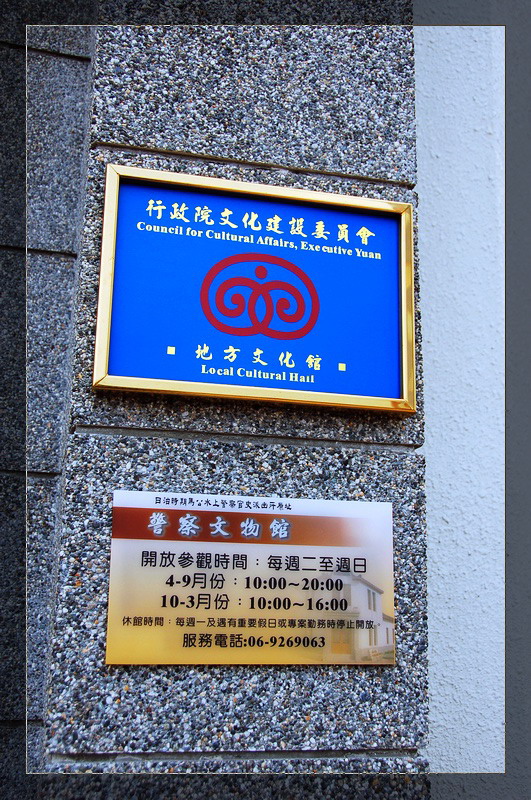 行政院文化建設委員會
Council for Cultural Affairs, Executive Yuan
地方文化館
Local Cultural Hall
日治時期馬公水上警察官吏派出所原址
警察文物館
開放參觀時間：每週二至週日
4-9月份：10:00~20:00
10-3月份：10:00~16:00
休館時間：每週一及遇有重要假日或專案勤務時停止開放。
服務電話:06-9269063